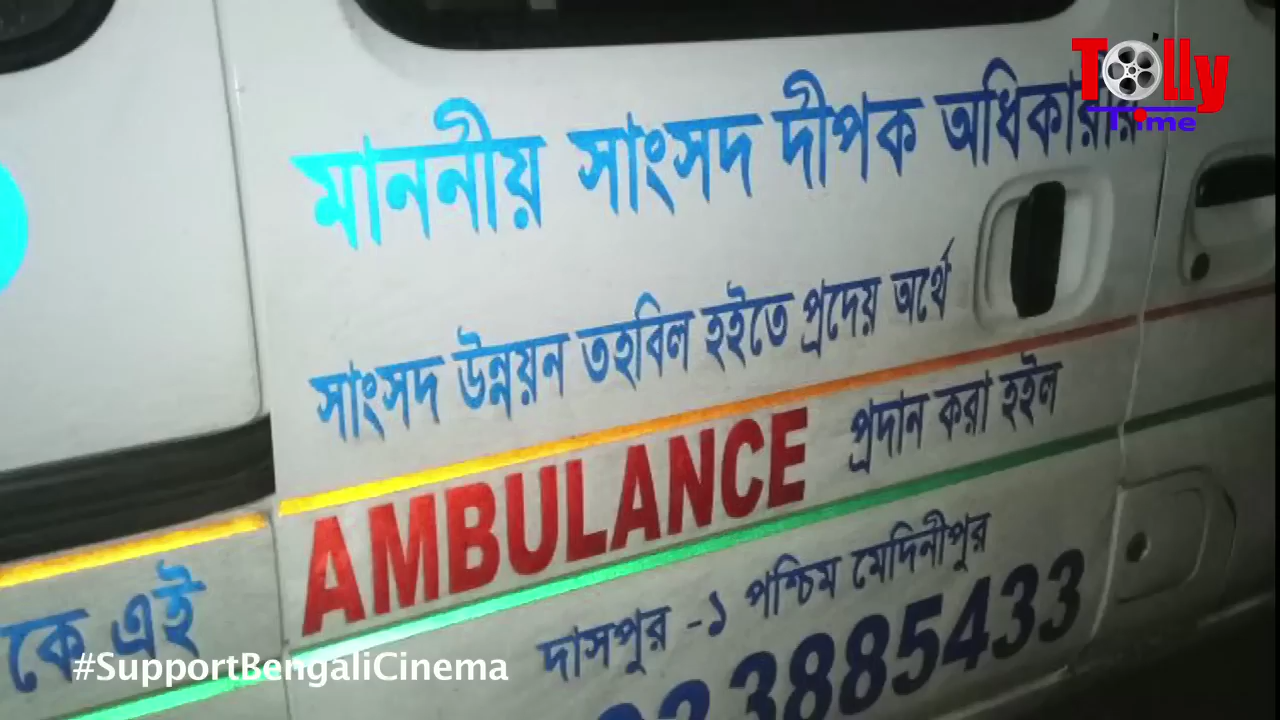 Tolly
Time
মাননীয় সাংসদ দীপক অধিকারীর
সাংসদ উন্নয়ন তহবিল হইতে প্রদেয় অর্থে
AMBULANCE প্রদান করা হইল
কে এই
দাসপুর -১ পশ্চিম মেদিনীপুর
3885433
#SupportBengaliCinema